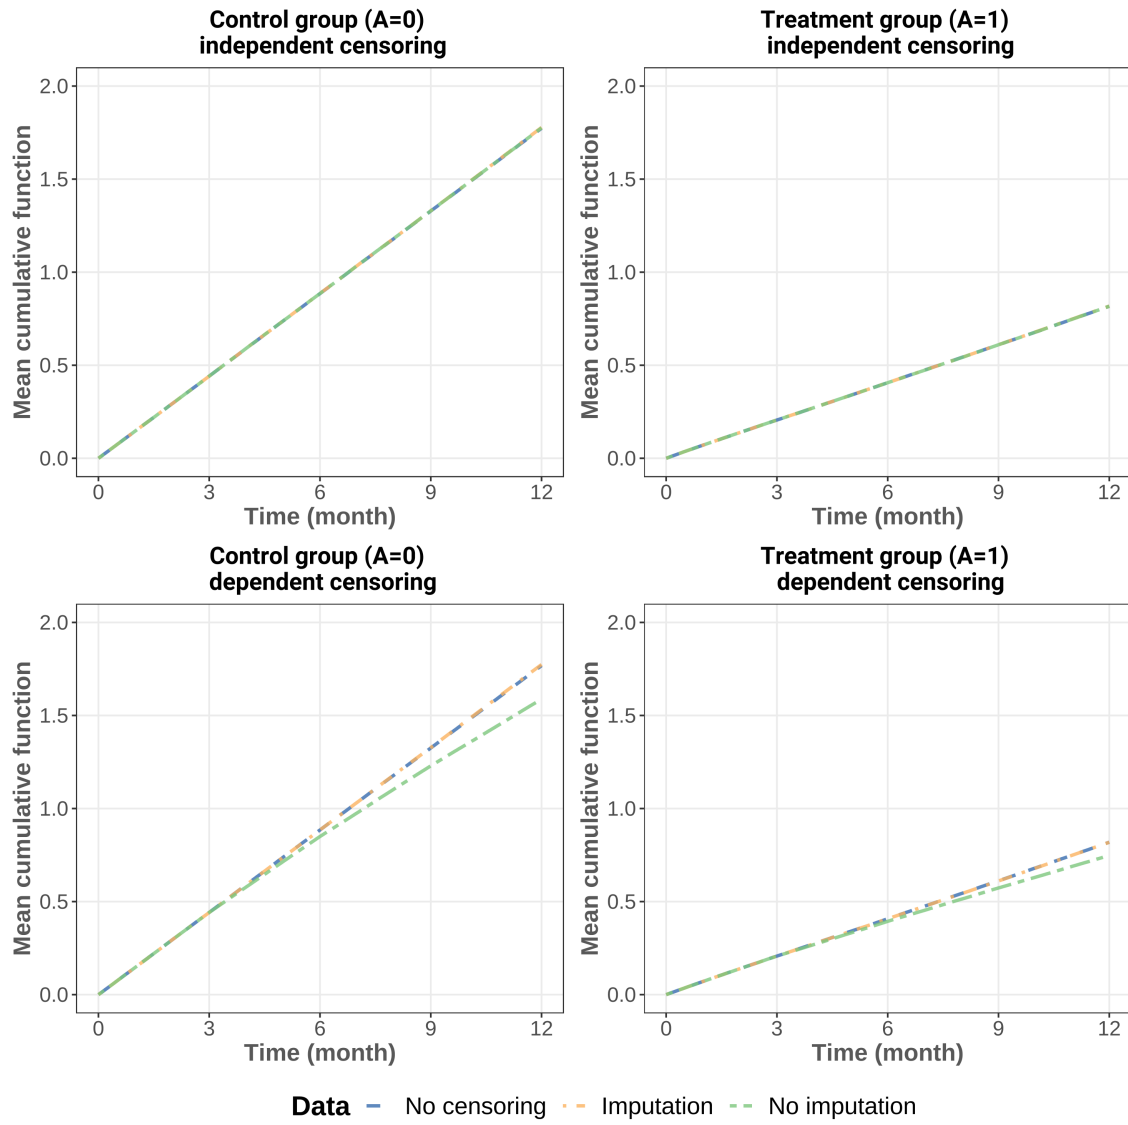 Control group (A=0)
independent censoring
Mean cumulative function
2.0
1.5
1.0
0.5
0.0
0
3
6
9
12
Time (month)
Treatment group (A=1)
independent censoring
Mean cumulative function
2.0
1.5
1.0
0.5
0.0
0
3
6
9
12
Time (month)
Control group (A=0)
dependent censoring
Mean cumulative function
2.0
1.5
1.0
0.5
0.0
0
3
6
9
12
Time (month)
Treatment group (A=1)
dependent censoring
Mean cumulative function
2.0
1.5
1.0
0.5
0.0
0
3
6
9
12
Time (month)
Data No censoring Imputation No imputation